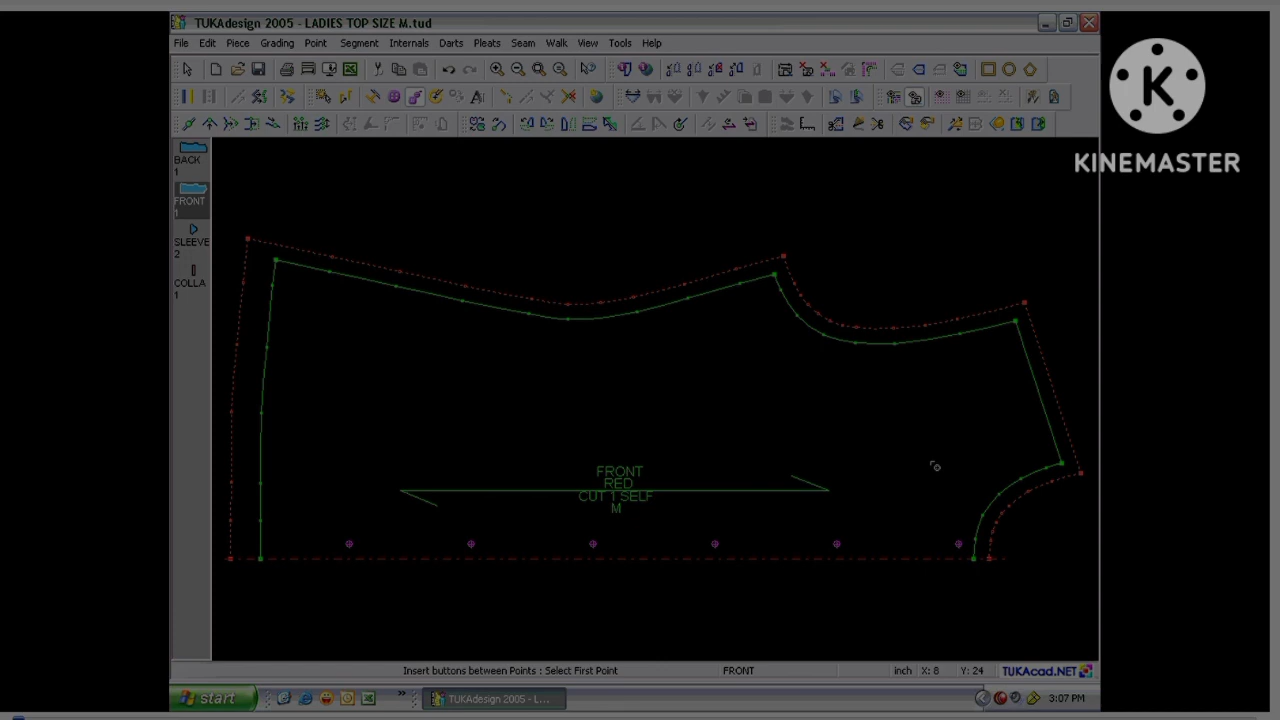 TUKAdesign 2005 - LADIES TOP SIZE M.tud
File Edit Piece Grading Point Segment Internals Darts Pleats Seam Walk View Tools Help
K
KINEMASTER
BACK
1
FRONT
1
SLEEVE
2
COLLA
1
FRONT
RED
CUT 1 SELF
M
Insert buttons between Points : Select First Point FRONT inch X: 8 Y: 24 TUKAcad.NET
start » TUKAdesign 2005 - L... 3:07 PM